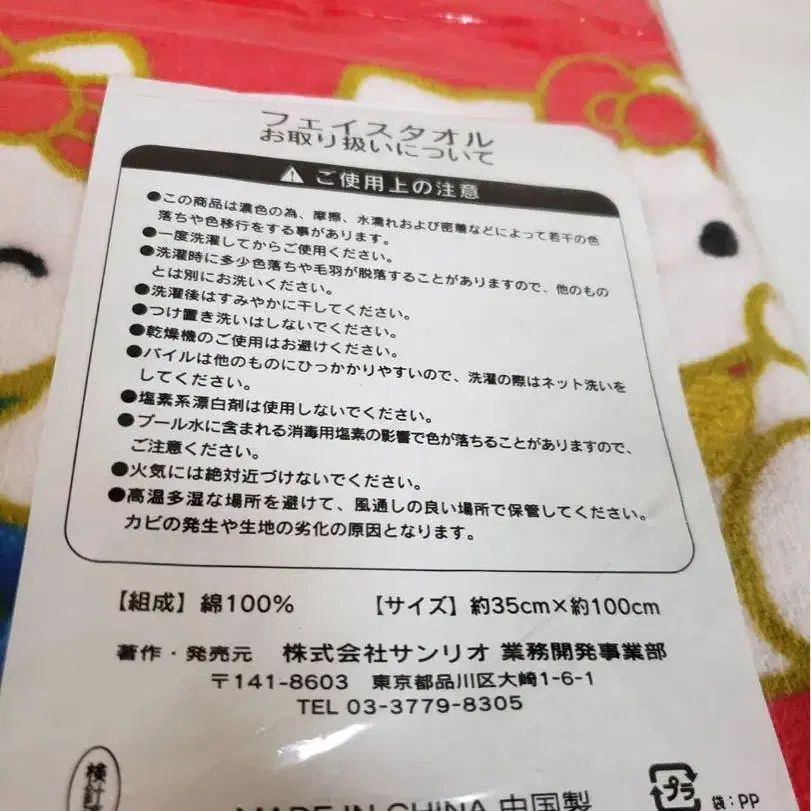 フェイスタオル
お取り扱いについて
ご使用上の注意
●この商品は濃色の為、摩擦、水濡れおよび密着などによって若干の色
落ちや色移行をする事があります。
●一度洗濯してからご使用ください。
●洗濯時に多少色落ちや毛羽が脱落することがありますので、他のもの
とは別にお洗いください。
●洗濯後はすみやかに干してください。
●つけ置き洗いはしないでください。
●乾燥機のご使用はお避けください。
●パイルは他のものにひっかかりやすいので、洗濯の際はネット洗いを
してください。
●塩素系漂白剤は使用しないでください。
●プール水に含まれる消毒用塩素の影響で色が落ちることがありますので、
ご注意ください。
●火気には絶対近づけないでください。
●高温多湿な場所を避けて、風通しの良い場所で保管してください。
カビの発生や生地の劣化の原因となります。
【組成】綿100% 【サイズ】約35cm×約100cm
著作・発売元 株式会社サンリオ 業務開発事業部
〒141-8603 東京都品川区大崎1-6-1
TEL 03-3779-8305
検針済
MADE IN CHINA 中国製
プラ 袋:PP